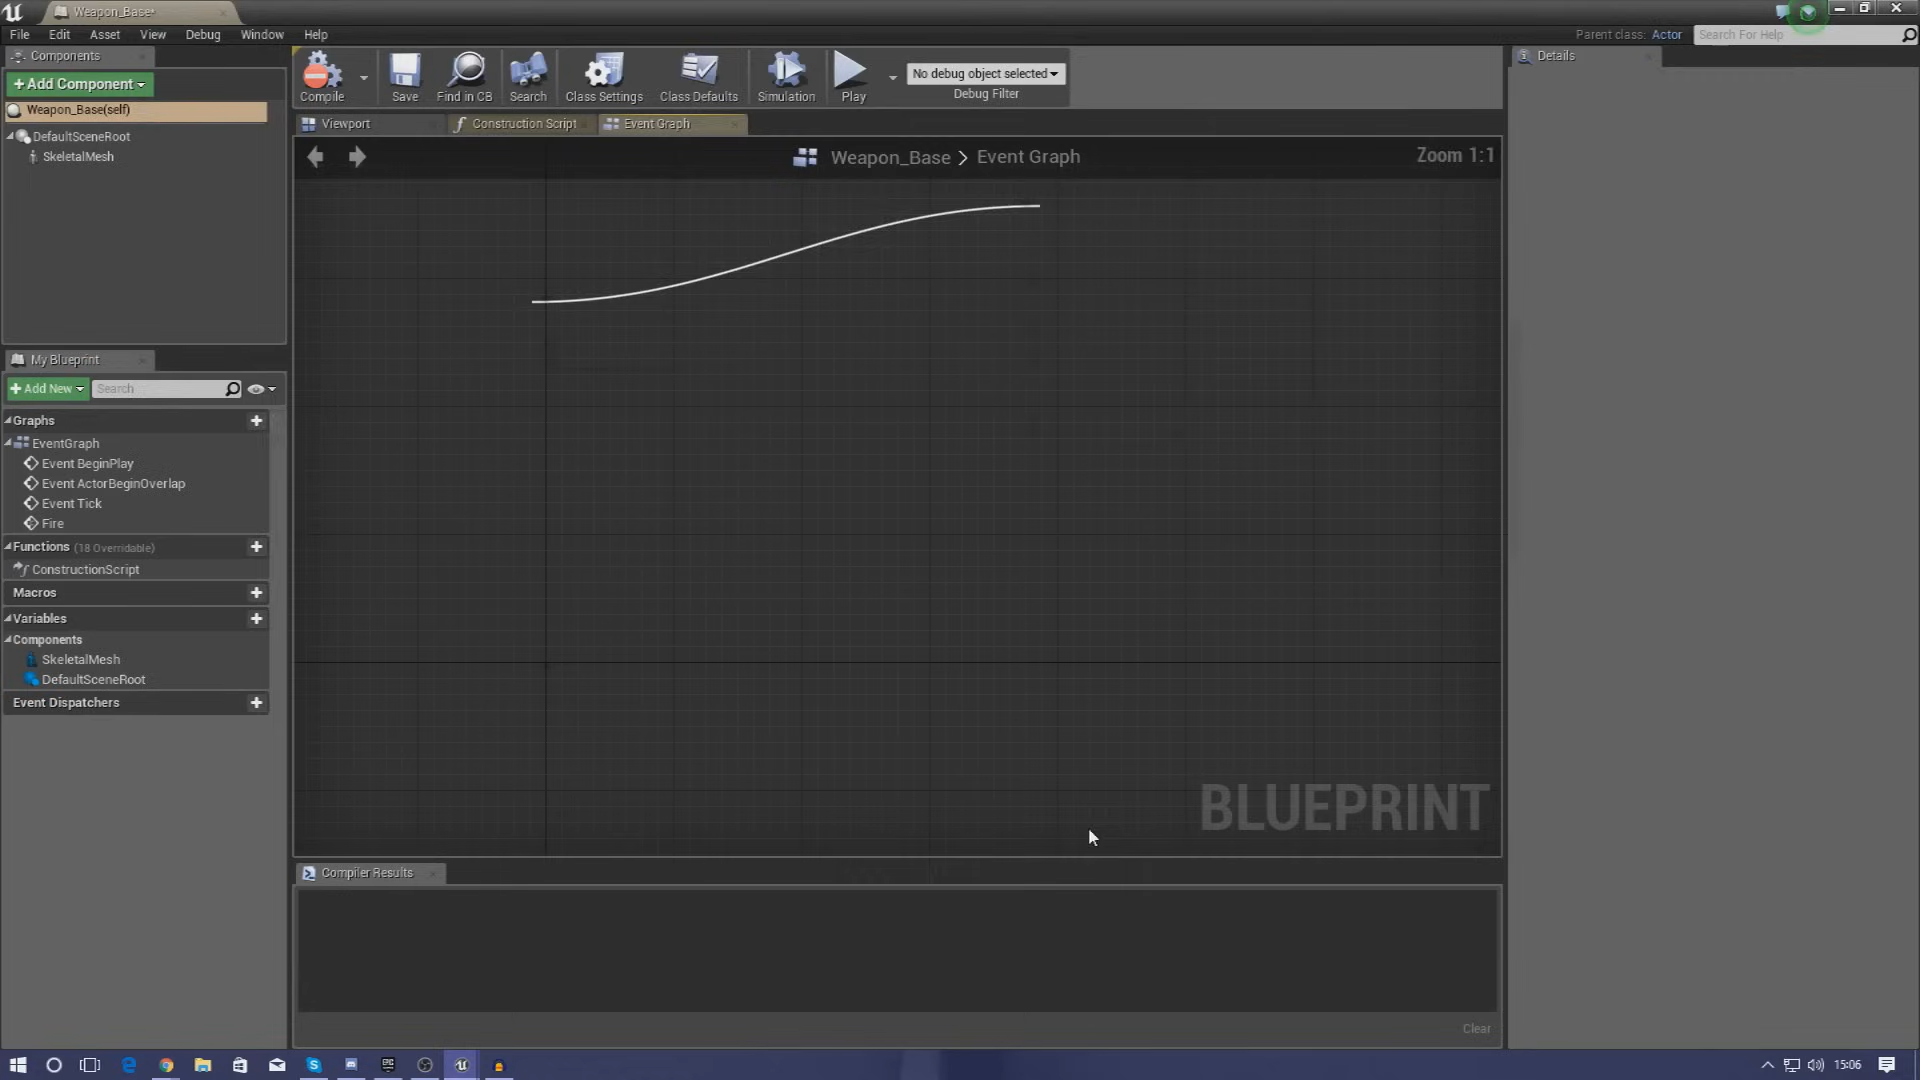 Weapon_Base*
File Edit Asset View Debug Window Help
Parent class: Actor
Search For Help
Components
+Add Component
Weapon_Base(self)
DefaultSceneRoot
SkeletalMesh
Compile
Save
Find in CB
Search
Class Settings
Class Defaults
Simulation
Play
No debug object selected
Debug Filter
Details
Viewport
Construction Script
Event Graph
Weapon_Base > Event Graph
Zoom 1:1
My Blueprint
+Add New
Search
Graphs
EventGraph
Event BeginPlay
Event ActorBeginOverlap
Event Tick
Fire
Functions (18 Overridable)
ConstructionScript
Macros
Variables
Components
SkeletalMesh
DefaultSceneRoot
Event Dispatchers
BLUEPRINT
Compiler Results
Clear
15:06